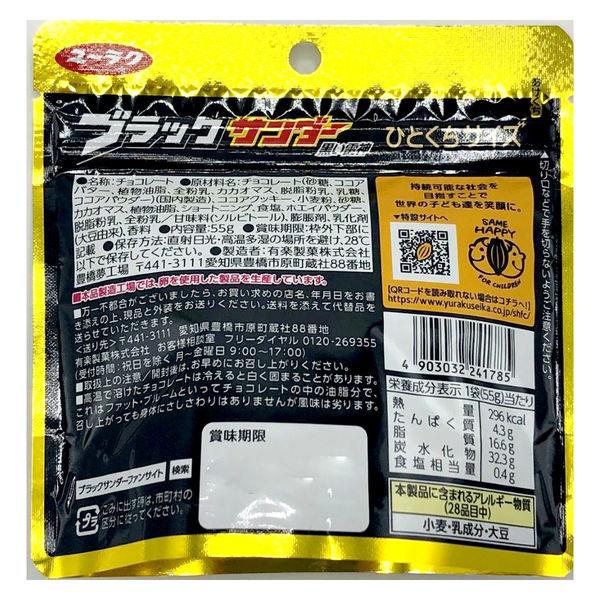 ユーラク
ブラックサンダー
黒い雷神
ひとくちサイズ
●名称:チョコレート ●原材料名:チョコレート(砂糖、ココア
バター、植物油脂、全粉乳、カカオマス、脱脂粉乳、乳糖、
ココアパウダー)(国内製造)、ココアクッキー、小麦粉、砂糖、
カカオマス、植物油脂、ショートニング、食塩、ホエイパウダー、
脱脂粉乳、全粉乳／甘味料(ソルビトール)、膨脹剤、乳化剤
(大豆由来)、香料 ●内容量:55g ●賞味期限:枠外下部に
記載 ●保存方法:直射日光・高温多湿の場所を避け、28℃
以下で保存してください。 ●製造者:有楽製菓株式会社
豊橋夢工場 〒441-3111愛知県豊橋市原町蔵社88番地
■本品製造工場では、卵を使用した製品を生産しています。
■万一不都合がございましたら、お買い求めの店名、年月日をお書
き添えの上、現品と外装をお送りください。送料を添えて代替品を
送らせていただきます。
＜送り先＞〒441-3111 愛知県豊橋市原町蔵社88番地
有楽製菓株式会社 お客様相談室 フリーダイヤル 0120-269355
(受付時間:祝日を除く 月～金曜日 9:00～17:00)
■取扱上の注意／開封後はお早めにお召し上がりください。
■高温で溶けたチョコレートは冷えると白く固まることがあります。
これはファット・ブルームといってチョコレートの中の油脂分で、
召し上がっても身体にさしさわりはありませんが風味は劣ります。
賞味期限
ブラックサンダーファンサイト
検索
プラ
ごみに出す時は、市町村の
区分に従ってください。
持続可能な社会を
目指すことで
世界の子ども達を笑顔に。
▼特設サイトへ
SAME
HAPPY
FOR CHILDREN
【QRコードを読み取れない場合はコチラへ!】
https://www.yurakuseika.co.jp/shfc/
4903032241785
栄養成分表示 1袋(55g)当たり
熱量 296kcal
たんぱく質 4.3g
脂質 16.6g
炭水化物 32.3g
食塩相当量 0.4g
本製品に含まれるアレルギー物質
(28品目中)
小麦・乳成分・大豆